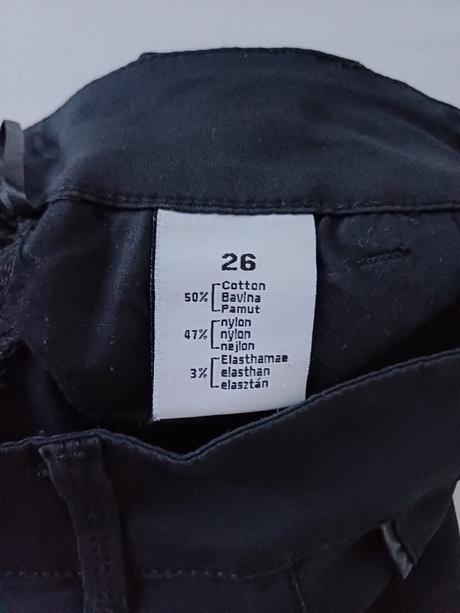 26
Cotton
50% Bavlna
Pamut
nylon
47% nylon
nejlon
Elasthamae
3% elasthan
elasztán